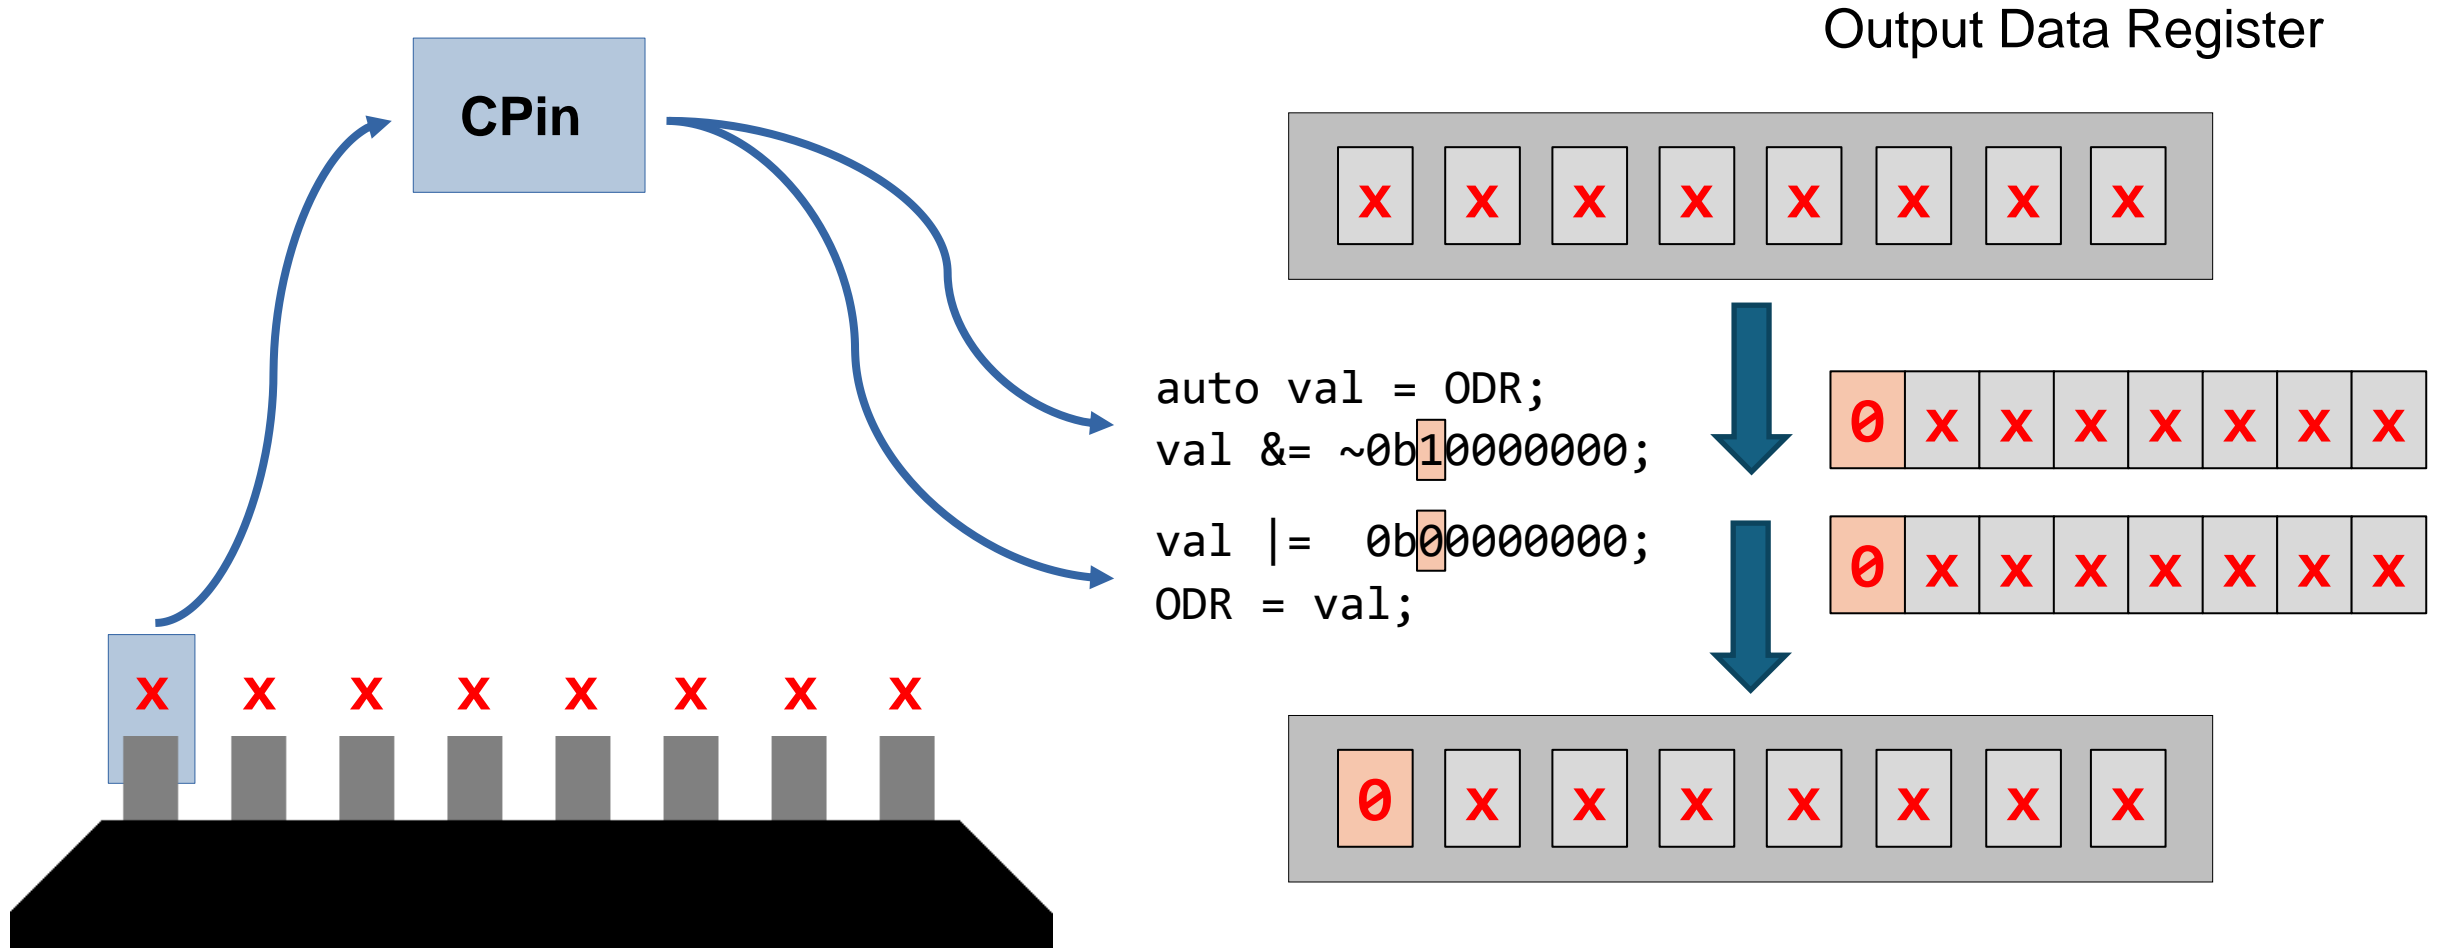 Output Data Register
CPin
x x x x x x x x
auto val = ODR;
val &= ~0b10000000;
0 x x x x x x x
val |= 0b00000000;
ODR = val;
0 x x x x x x x
x x x x x x x x
0 x x x x x x x